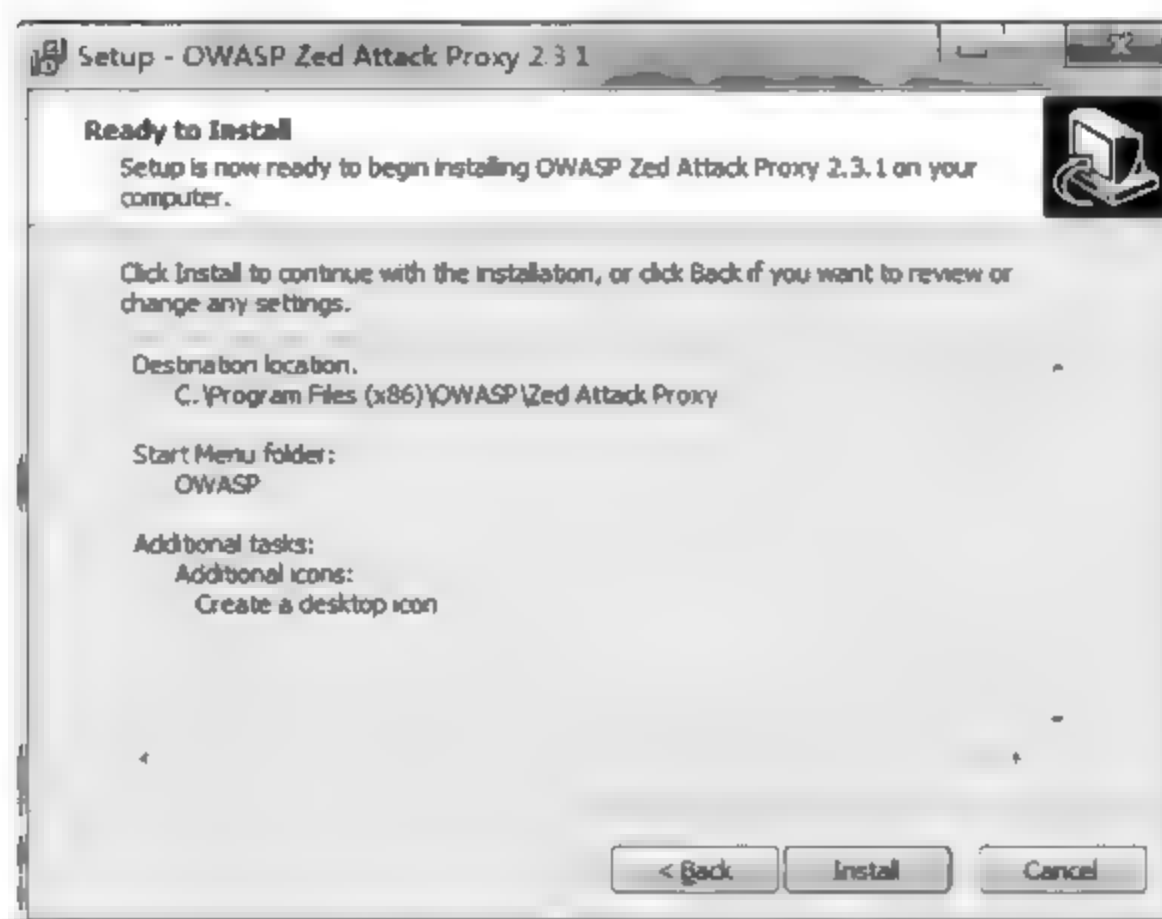 Setup - OWASP Zed Attack Proxy 2.3.1
Ready to Install
Setup is now ready to begin installing OWASP Zed Attack Proxy 2.3.1 on your
computer.
Click Install to continue with the installation, or click Back if you want to review or
change any settings.
Destination location:
C:\Program Files (x86)\OWASP\Zed Attack Proxy
Start Menu folder:
OWASP
Additional tasks:
Additional icons:
Create a desktop icon
< Back
Install
Cancel